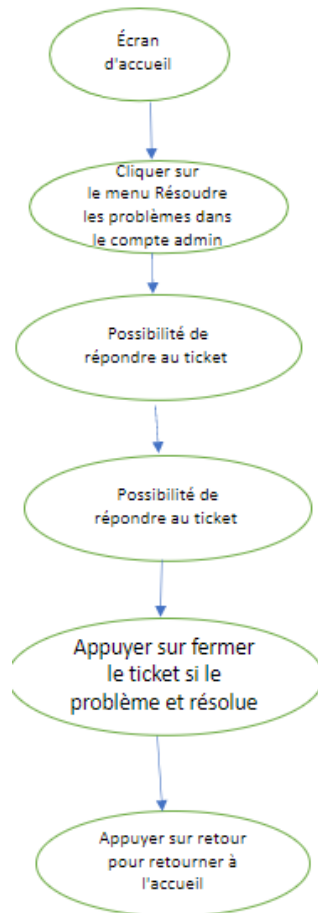 Écran
d'accueil
Cliquer sur
le menu Résoudre
les problèmes dans
le compte admin
Possibilité de
répondre au ticket
Possibilité de
répondre au ticket
Appuyer sur fermer
le ticket si le
problème et résolue
Appuyer sur retour
pour retourner à
l'accueil